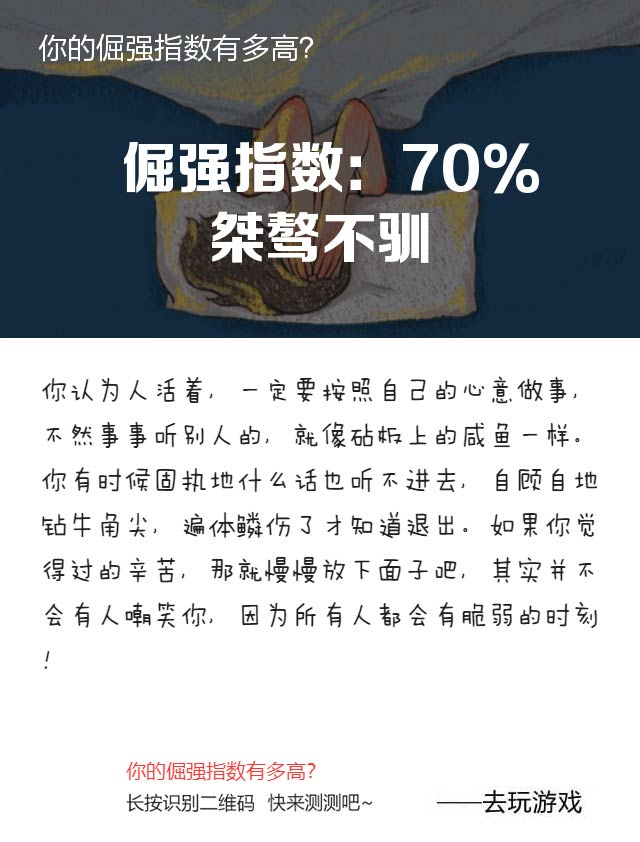 你的倔强指数有多高?
倔强指数：70%
桀骜不驯
你认为人活着，一定要按照自己的心意做事，
不然事事听别人的，就像砧板上的咸鱼一样。
你有时候固执地什么话也听不进去，自顾自地
钻牛角尖，遍体鳞伤了才知道退出。如果你觉
得过的辛苦，那就慢慢放下面子吧，其实并不
会有人嘲笑你，因为所有人都会有脆弱的时刻
！
你的倔强指数有多高?
长按识别二维码 快来测测吧~ ——去玩游戏